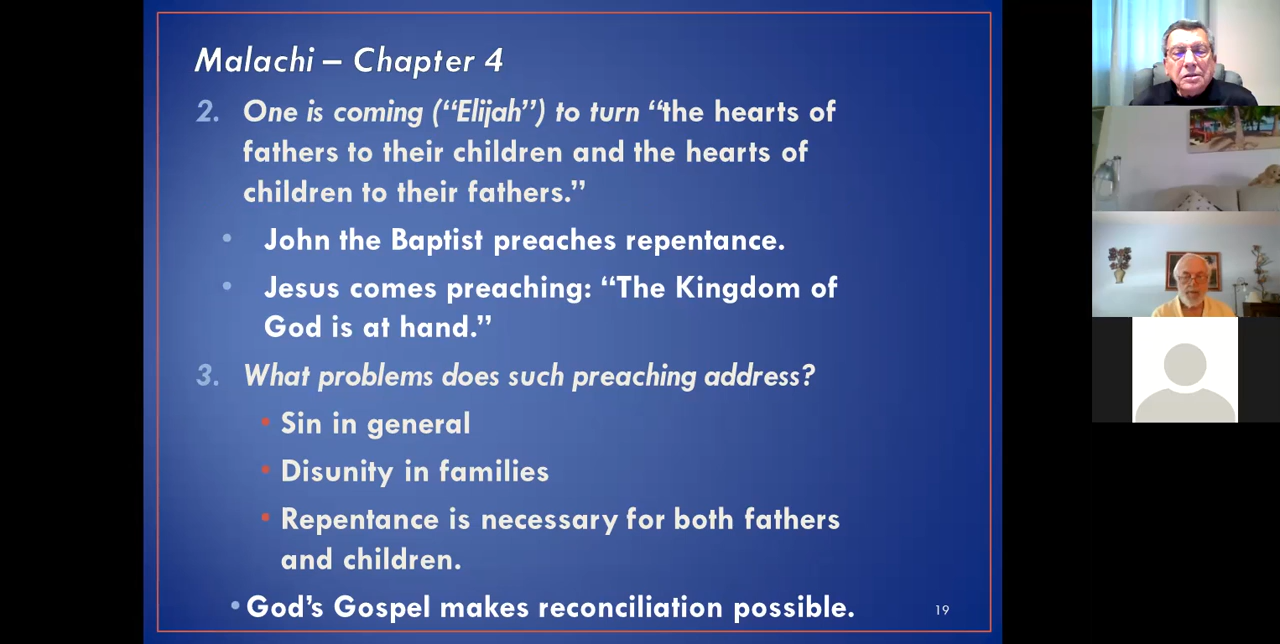 Malachi – Chapter 4
2. One is coming (“Elijah”) to turn “the hearts of
fathers to their children and the hearts of
children to their fathers.”
• John the Baptist preaches repentance.
• Jesus comes preaching: “The Kingdom of
God is at hand.”
3. What problems does such preaching address?
• Sin in general
• Disunity in families
• Repentance is necessary for both fathers
and children.
• God’s Gospel makes reconciliation possible.
19